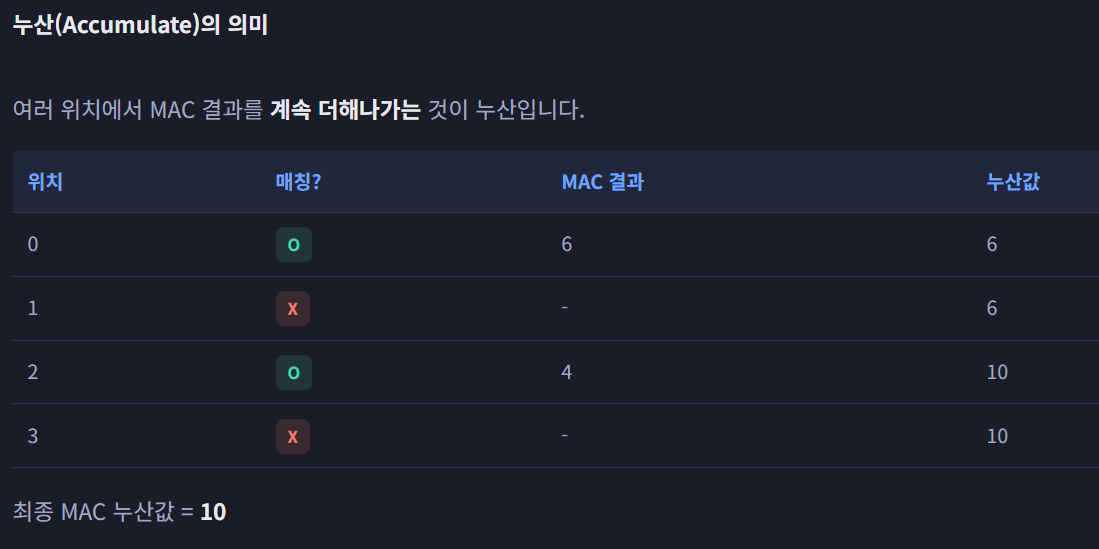 누산(Accumulate)의 의미
여러 위치에서 MAC 결과를 계속 더해나가는 것이 누산입니다.
위치 매칭? MAC 결과 누산값
0 O 6 6
1 X - 6
2 O 4 10
3 X - 10
최종 MAC 누산값 = 10